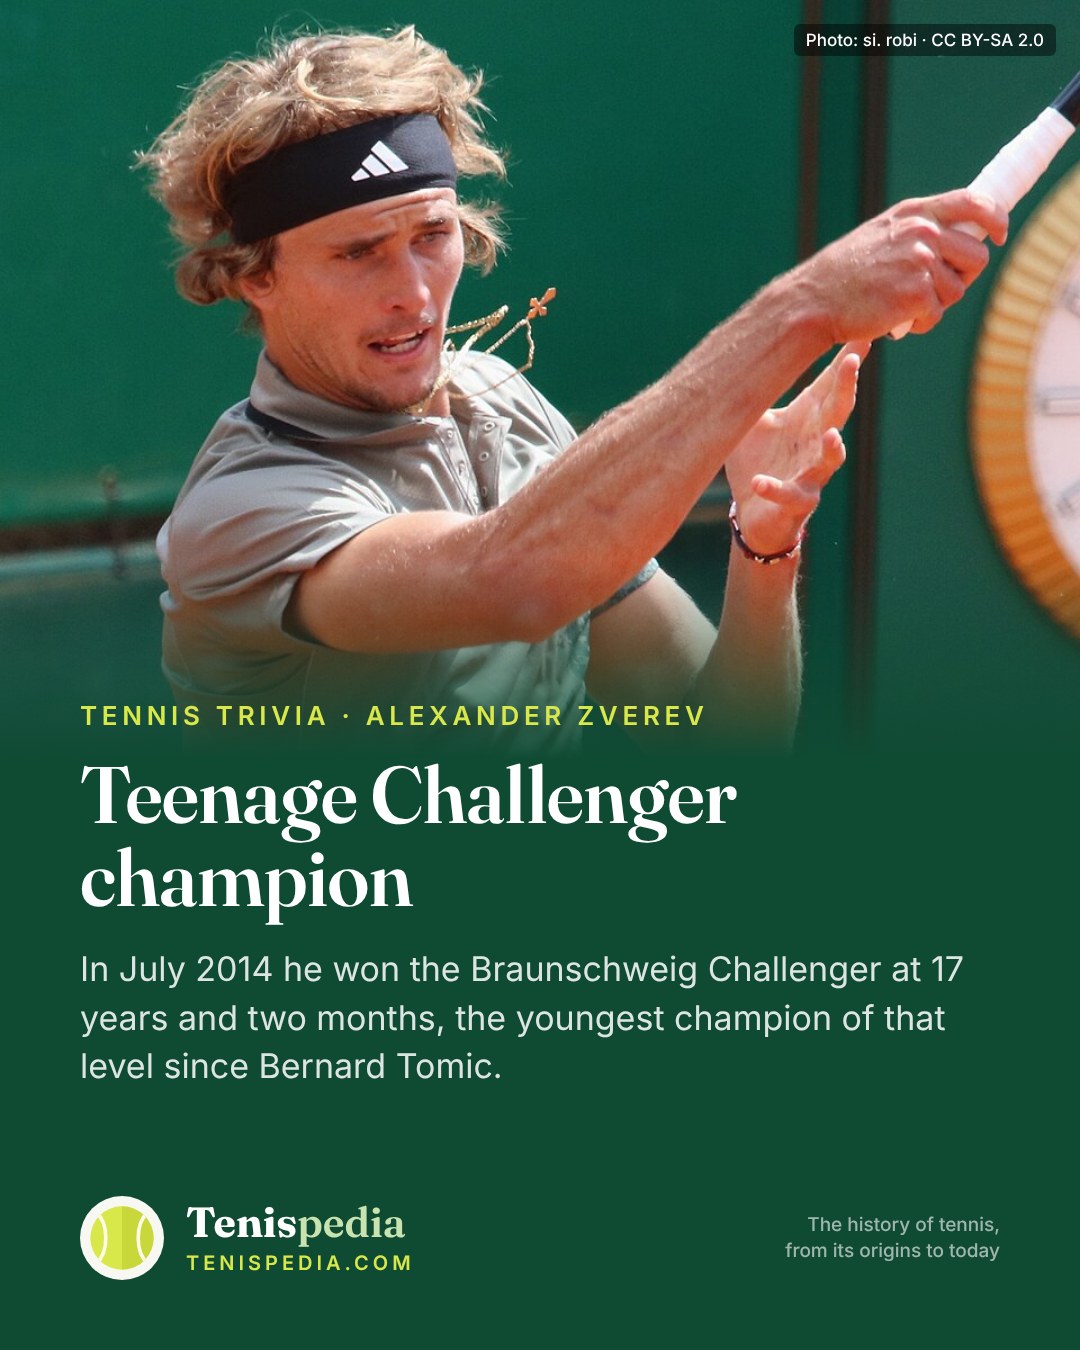 Photo: si. robi · CC BY-SA 2.0
TENNIS TRIVIA · ALEXANDER ZVEREV
Teenage Challenger
champion
In July 2014 he won the Braunschweig Challenger at 17
years and two months, the youngest champion of that
level since Bernard Tomic.
Tenispedia
TENISPEDIA.COM
The history of tennis,
from its origins to today